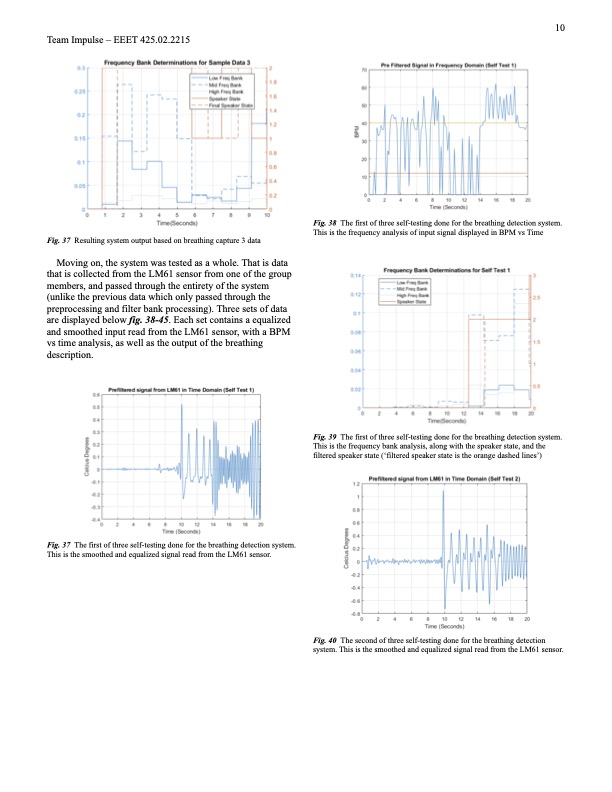 10
Team Impulse – EEET 425.02.2215
Frequency Bank Determinations for Sample Data 3
Low Freq Bank
Mid Freq Bank
High Freq Bank
Speaker State
Final Speaker State
0.3
0.25
0.2
0.15
0.1
0.05
0
2
1.8
1.6
1.4
1.2
1
0.8
0.6
0.4
0.2
0
0 1 2 3 4 5 6 7 8 9 10
Time(Seconds)
Fig. 37 Resulting system output based on breathing capture 3 data
Moving on, the system was tested as a whole. That is data
that is collected from the LM61 sensor from one of the group
members, and passed through the entirety of the system
(unlike the previous data which only passed through the
preprocessing and filter bank processing). Three sets of data
are displayed below fig. 38-45. Each set contains a equalized
and smoothed input read from the LM61 sensor, with a BPM
vs time analysis, as well as the output of the breathing
description.
Prefiltered signal from LM61 in Time Domain (Self Test 1)
Celcius Degrees
0.6
0.5
0.4
0.3
0.2
0.1
0
-0.1
-0.2
-0.3
-0.4
0 2 4 6 8 10 12 14 16 18 20
Time (Seconds)
Fig. 37 The first of three self-testing done for the breathing detection system.
This is the smoothed and equalized signal read from the LM61 sensor.
Pre Filtered Signal in Frequency Domain (Self Test 1)
BPM
70
60
50
40
30
20
10
0
0 2 4 6 8 10 12 14 16 18 20
Time(Seconds)
Fig. 38 The first of three self-testing done for the breathing detection system.
This is the frequency analysis of input signal displayed in BPM vs Time
Frequency Bank Determinations for Self Test 1
Low Freq Bank
Mid Freq Bank
High Freq Bank
Speaker State
0.14
0.12
0.1
0.08
0.06
0.04
0.02
0
3
2.5
2
1.5
1
0.5
0
0 2 4 6 8 10 12 14 16 18 20
Time(Seconds)
Fig. 39 The first of three self-testing done for the breathing detection system.
This is the frequency bank analysis, along with the speaker state, and the
filtered speaker state (‘filtered speaker state is the orange dashed lines’)
Prefiltered signal from LM61 in Time Domain (Self Test 2)
Celcius Degrees
1.2
1
0.8
0.6
0.4
0.2
0
-0.2
-0.4
-0.6
-0.8
0 2 4 6 8 10 12 14 16 18 20
Time (Seconds)
Fig. 40 The second of three self-testing done for the breathing detection
system. This is the smoothed and equalized signal read from the LM61 sensor.